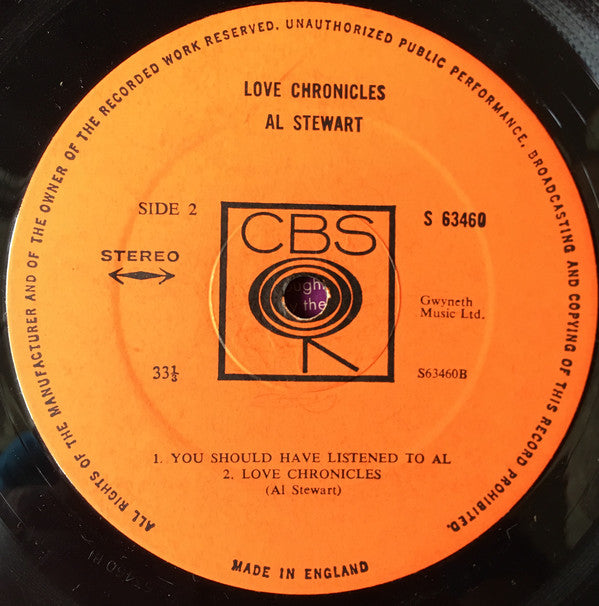 ALL RIGHTS OF THE MANUFACTURER AND OF THE OWNER OF THE RECORDED WORK RESERVED. UNAUTHORIZED PUBLIC PERFORMANCE, BROADCASTING AND COPYING OF THIS RECORD PROHIBITED.
LOVE CHRONICLES
AL STEWART
SIDE 2
S 63460
CBS
STEREO
the
Gwyneth
Music Ltd.
33⅓
S63460B
1. YOU SHOULD HAVE LISTENED TO AL
2. LOVE CHRONICLES
(Al Stewart)
MADE IN ENGLAND